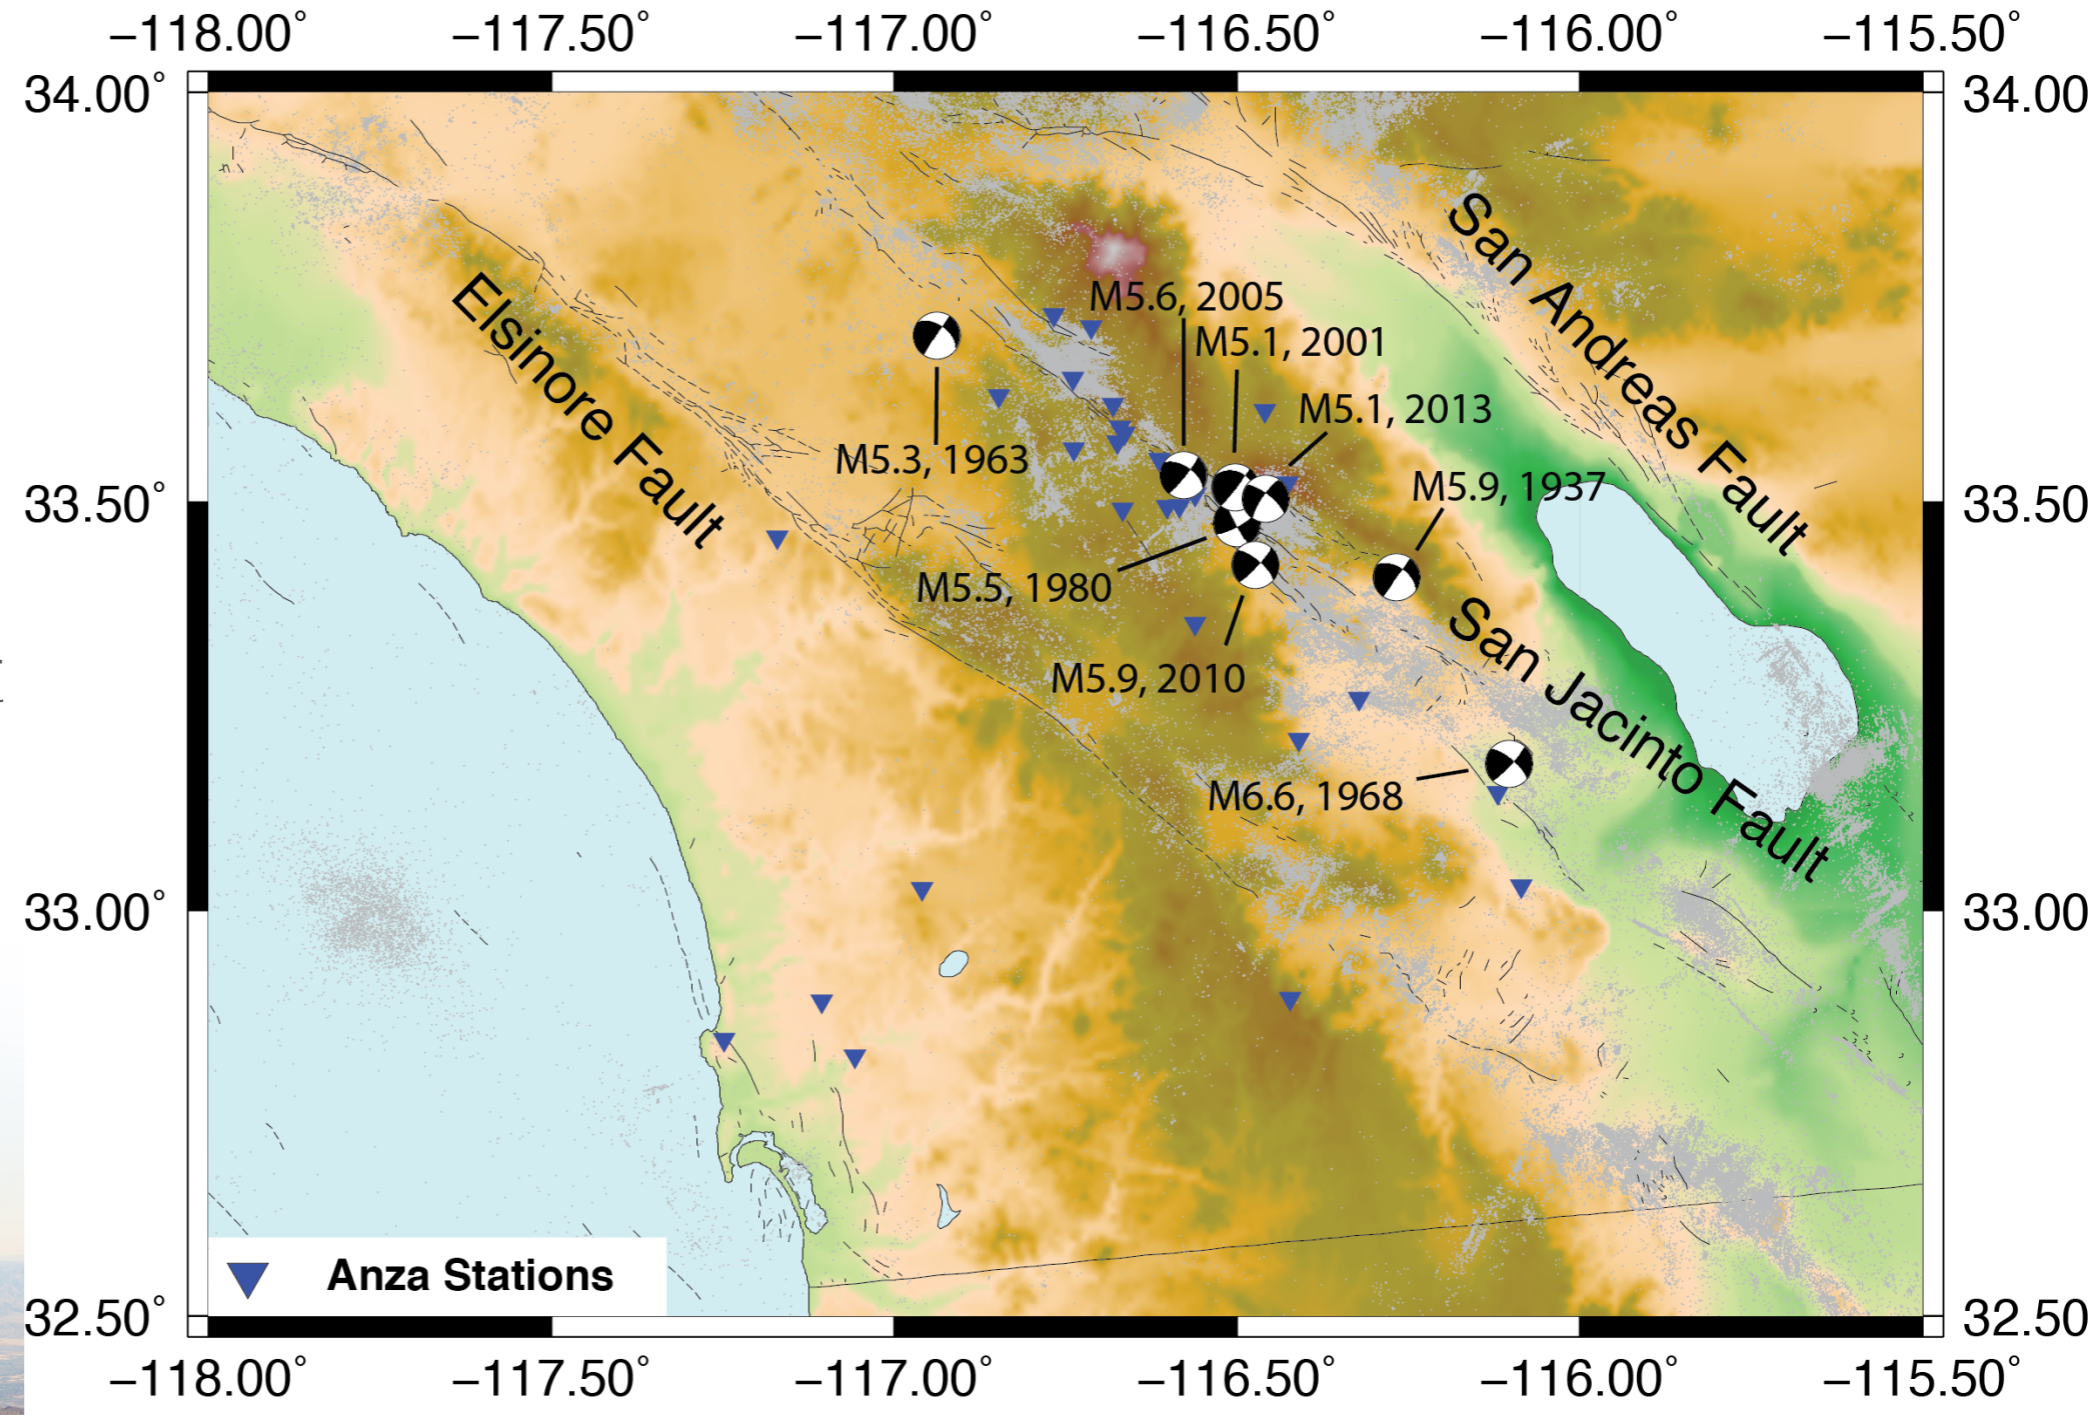 −118.00°
−117.50°
−117.00°
−116.50°
−116.00°
−115.50°
34.00°
34.00
San Andreas Fault
Elsinore Fault
M5.6, 2005
M5.1, 2001
M5.1, 2013
M5.3, 1963
M5.9, 1937
33.50°
33.50
M5.5, 1980
San Jacinto Fault
M5.9, 2010
M6.6, 1968
33.00°
33.00
Anza Stations
32.50°
32.50
−118.00°
−117.50°
−117.00°
−116.50°
−116.00°
−115.50°